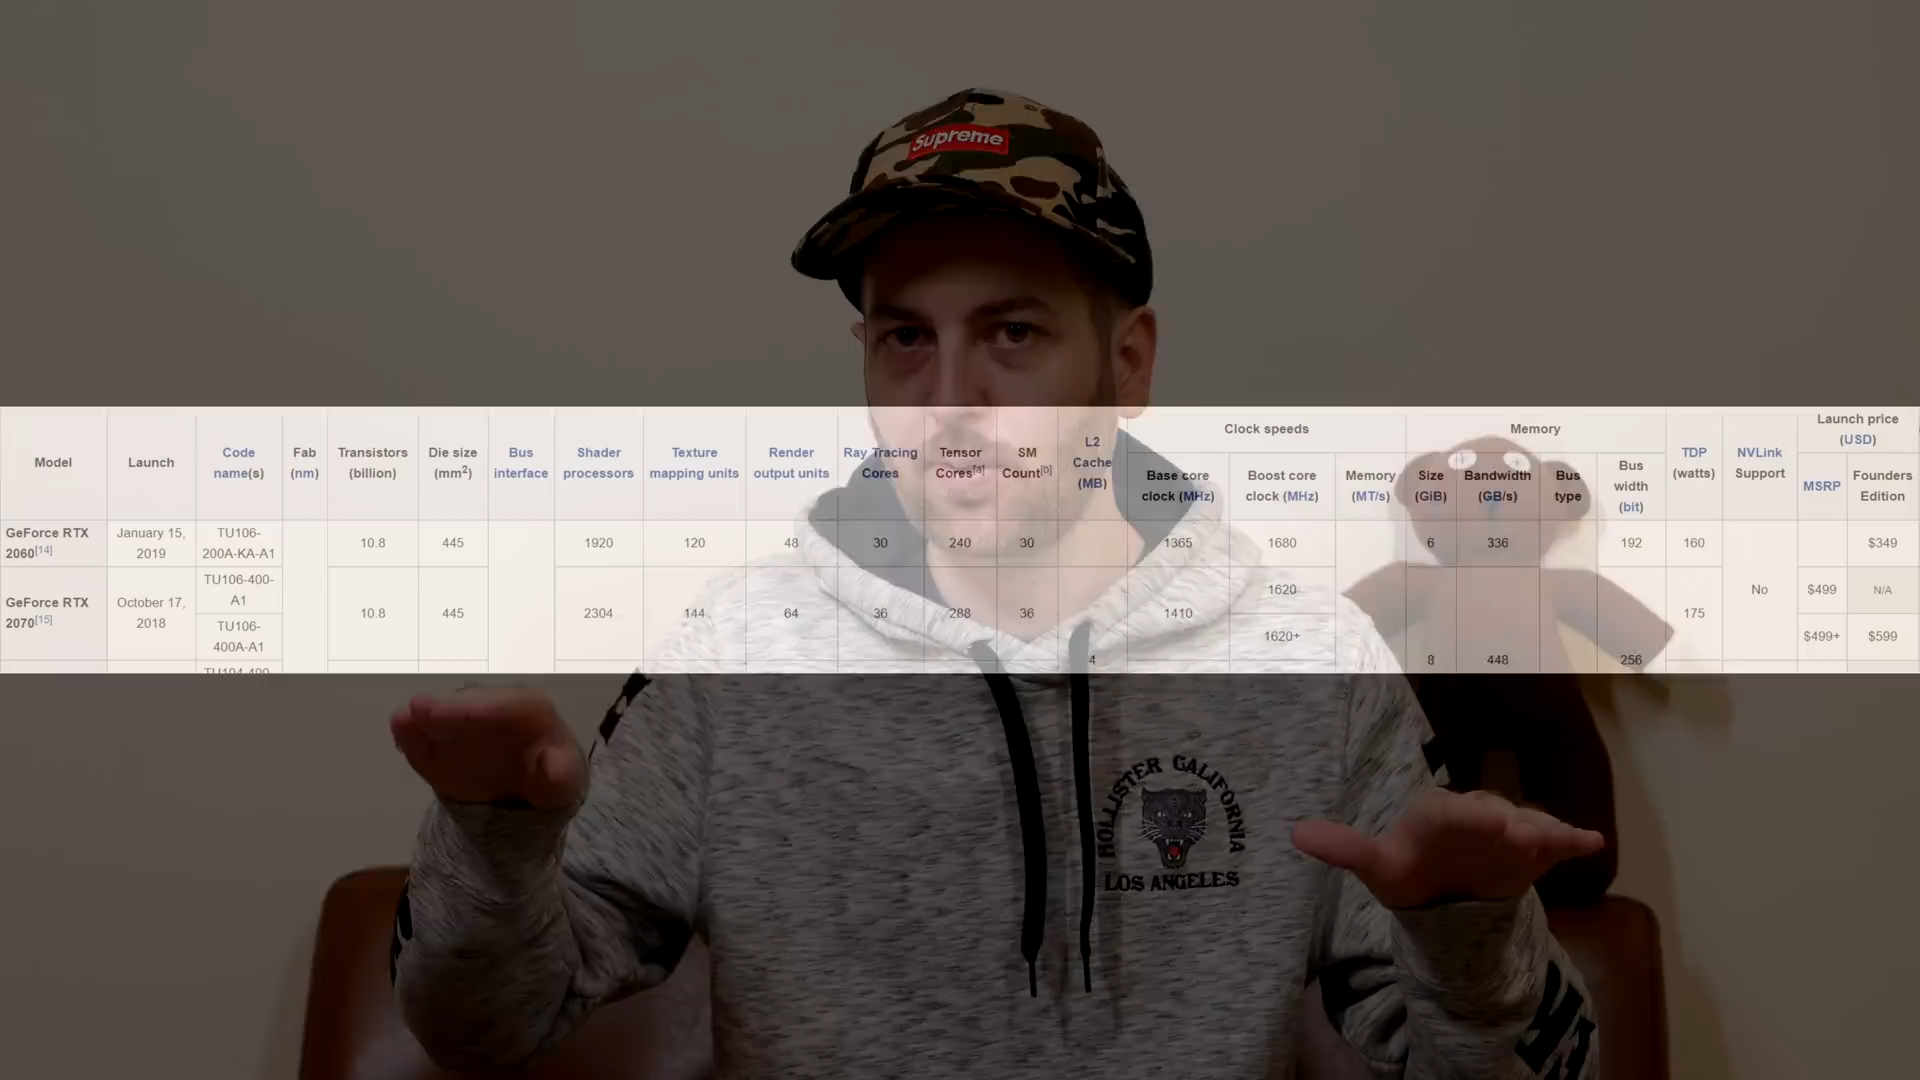 Supreme
Launch price
(USD)
Clock speeds
Memory
Model
Launch
Code
name(s)
Fab
(nm)
Transistors
(billion)
Die size
(mm²)
Bus
interface
Shader
processors
Texture
mapping units
Render
output units
Ray Tracing
Cores
Tensor
Cores[a]
SM
Count[b]
L2
Cache
(MB)
Base core
clock (MHz)
Boost core
clock (MHz)
Memory
(MT/s)
Size
(GiB)
Bandwidth
(GB/s)
Bus
type
Bus
width
(bit)
TDP
(watts)
NVLink
Support
MSRP
Founders
Edition
GeForce RTX
2060[14]
January 15,
2019
TU106-
200A-KA-A1
10.8
445
1920
120
48
30
240
30
1365
1680
6
336
192
160
$349
GeForce RTX
2070[15]
October 17,
2018
TU106-400-
A1
TU106-
400A-A1
10.8
445
2304
144
64
36
288
36
4
1410
1620
1620+
8
448
256
175
No
$499
N/A
$499+
$599
TU104-400-
HOLLISTER CALIFORNIA
LOS ANGELES